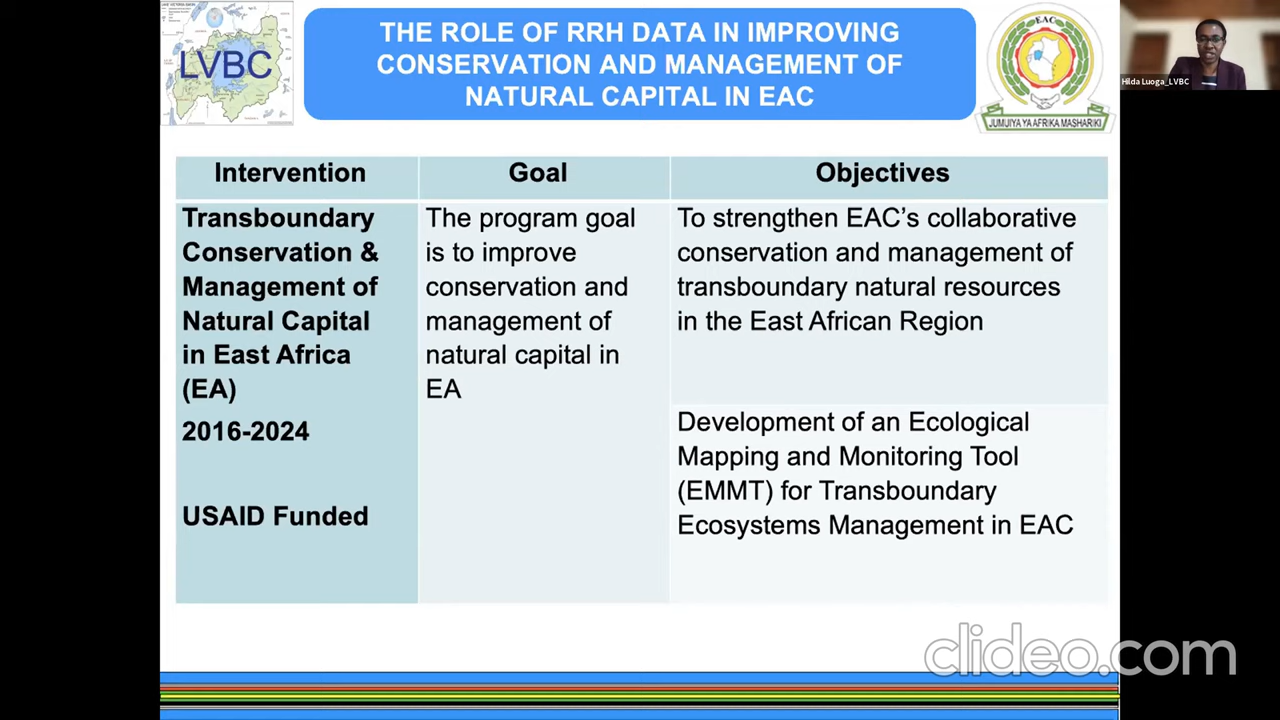 LVBC
THE ROLE OF RRH DATA IN IMPROVING
CONSERVATION AND MANAGEMENT OF
NATURAL CAPITAL IN EAC
EAC
JUMUIYA YA AFRIKA MASHARIKI
Hilda Luoga_LVBC
Intervention
Goal
Objectives
Transboundary
Conservation &
Management of
Natural Capital
in East Africa
(EA)
2016-2024
USAID Funded
The program goal
is to improve
conservation and
management of
natural capital in
EA
To strengthen EAC’s collaborative
conservation and management of
transboundary natural resources
in the East African Region
Development of an Ecological
Mapping and Monitoring Tool
(EMMT) for Transboundary
Ecosystems Management in EAC
clideo.com